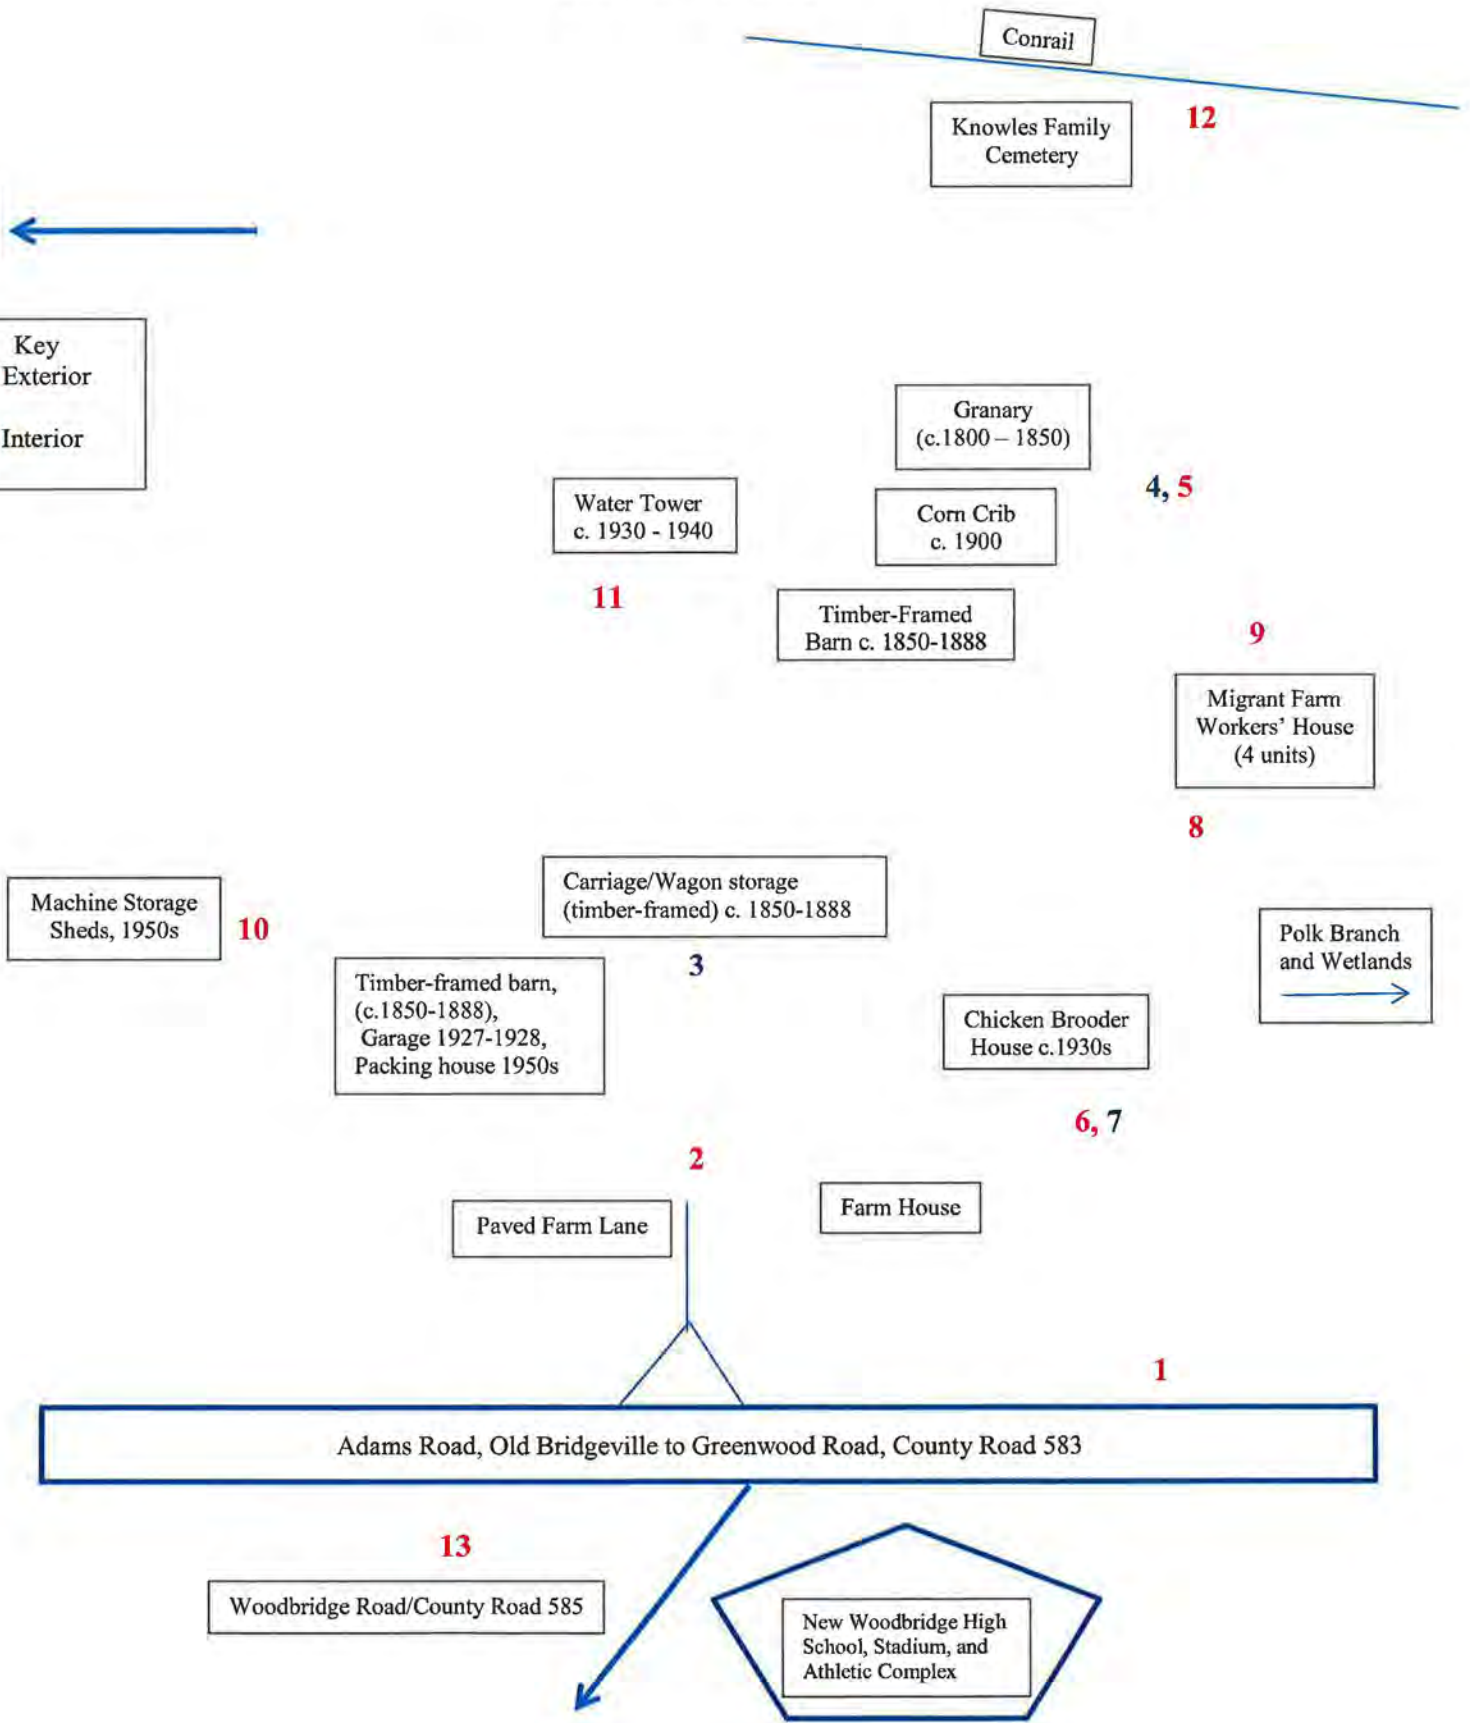 Conrail
12
Knowles Family
Cemetery
Key
Exterior
Interior
Granary
(c.1800 – 1850)
4, 5
Water Tower
c. 1930 - 1940
Corn Crib
c. 1900
11
Timber-Framed
Barn c. 1850-1888
9
Migrant Farm
Workers’ House
(4 units)
8
Carriage/Wagon storage
(timber-framed) c. 1850-1888
Machine Storage
Sheds, 1950s
10
3
Polk Branch
and Wetlands
Timber-framed barn,
(c.1850-1888),
Garage 1927-1928,
Packing house 1950s
Chicken Brooder
House c.1930s
6, 7
2
Paved Farm Lane
Farm House
1
Adams Road, Old Bridgeville to Greenwood Road, County Road 583
13
Woodbridge Road/County Road 585
New Woodbridge High
School, Stadium, and
Athletic Complex